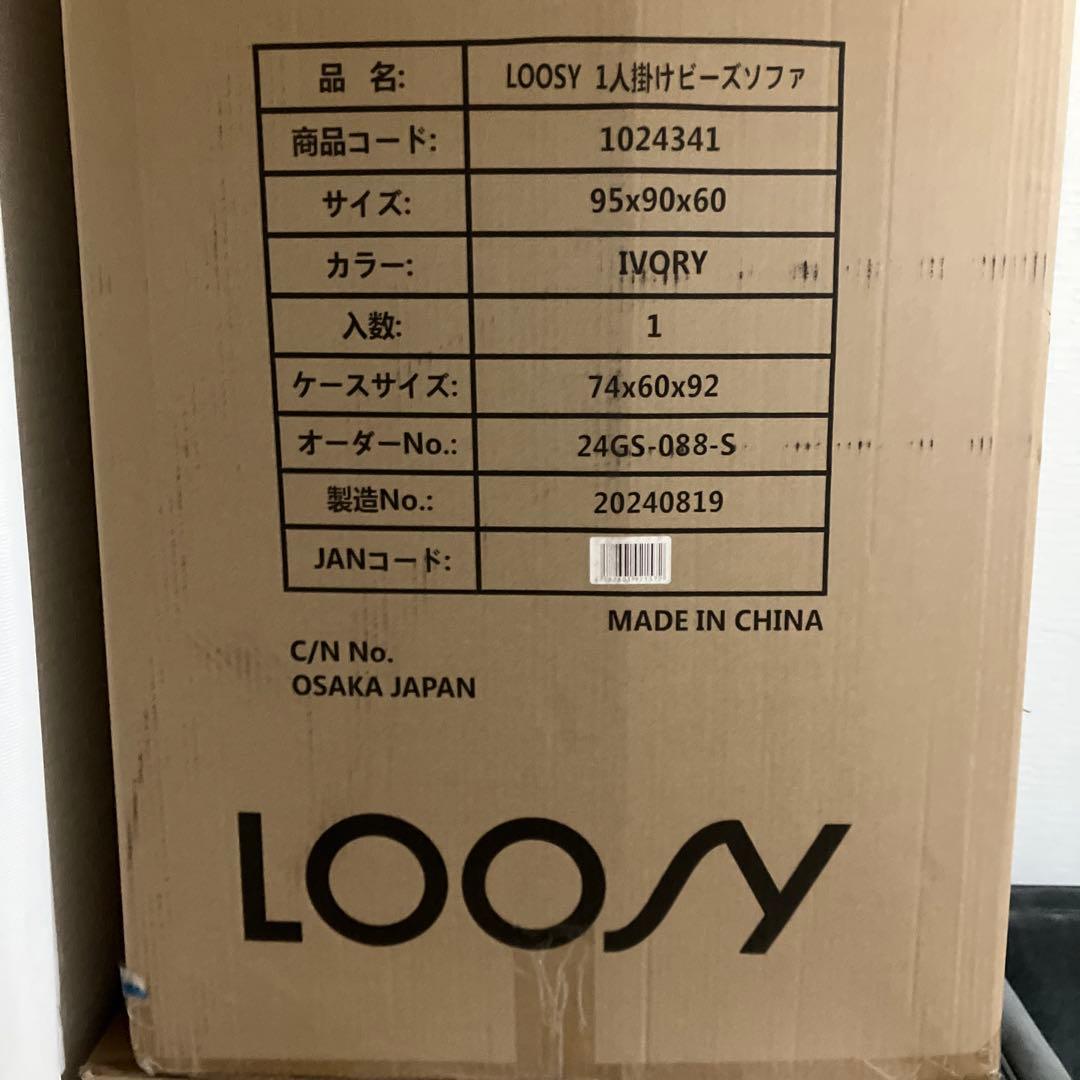 品 名: LOOSY 1人掛けビーズソファ
商品コード: 1024341
サイズ: 95x90x60
カラー: IVORY
入数: 1
ケースサイズ: 74x60x92
オーダーNo.: 24GS-088-S
製造No.: 20240819
JANコード:
MADE IN CHINA
C/N No.
OSAKA JAPAN
LOOSY